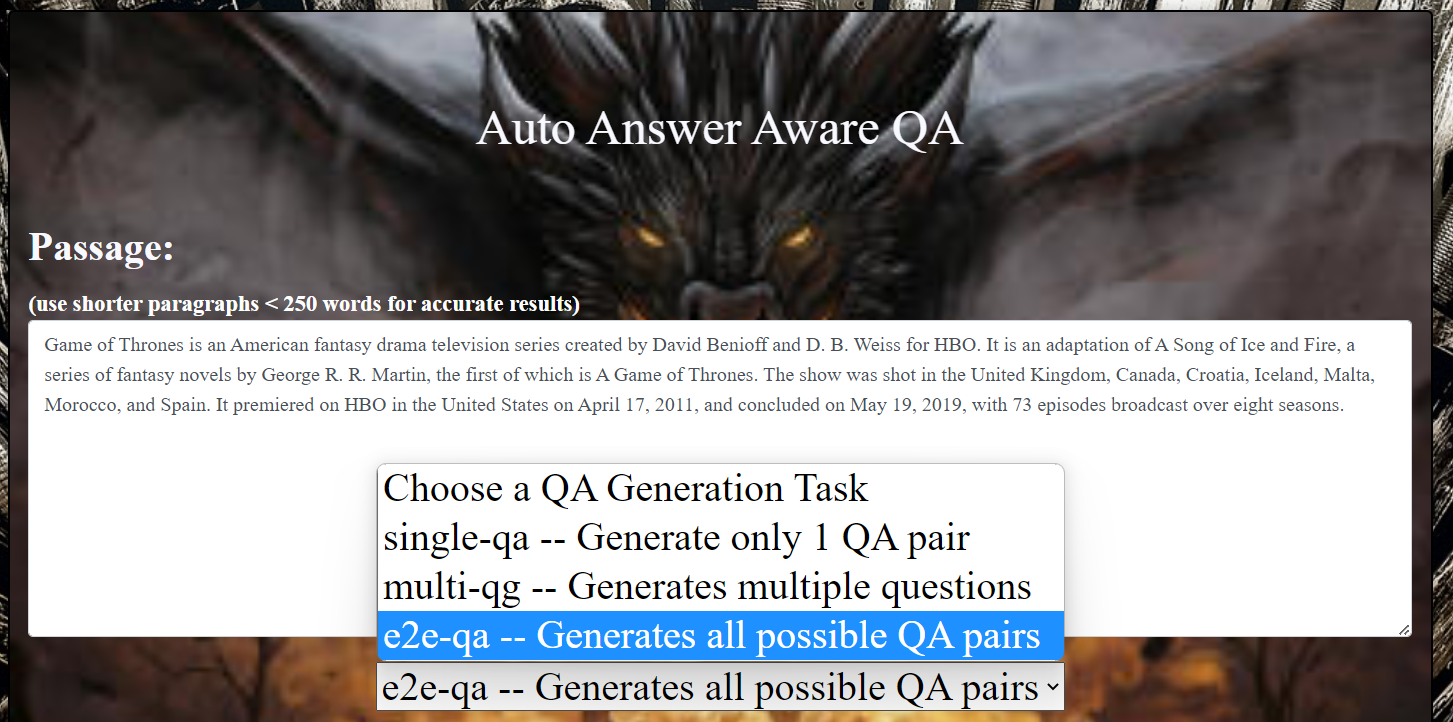 Auto Answer Aware QA
Passage:
(use shorter paragraphs < 250 words for accurate results)
Game of Thrones is an American fantasy drama television series created by David Benioff and D. B. Weiss for HBO. It is an adaptation of A Song of Ice and Fire, a
series of fantasy novels by George R. R. Martin, the first of which is A Game of Thrones. The show was shot in the United Kingdom, Canada, Croatia, Iceland, Malta,
Morocco, and Spain. It premiered on HBO in the United States on April 17, 2011, and concluded on May 19, 2019, with 73 episodes broadcast over eight seasons.
Choose a QA Generation Task
single-qa -- Generate only 1 QA pair
multi-qg -- Generates multiple questions
e2e-qa -- Generates all possible QA pairs
e2e-qa -- Generates all possible QA pairs